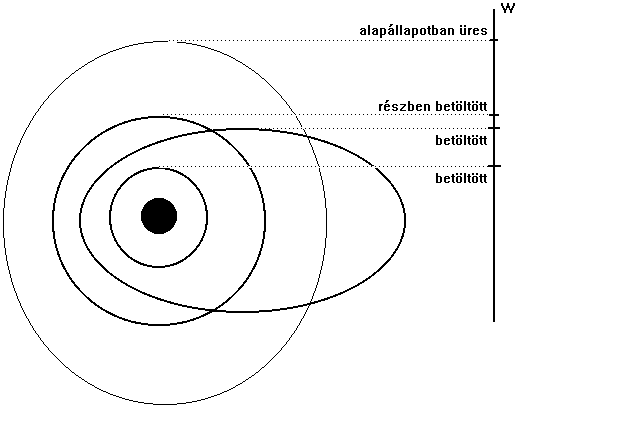 W
alapállapotban üres
részben betöltött
betöltött
betöltött